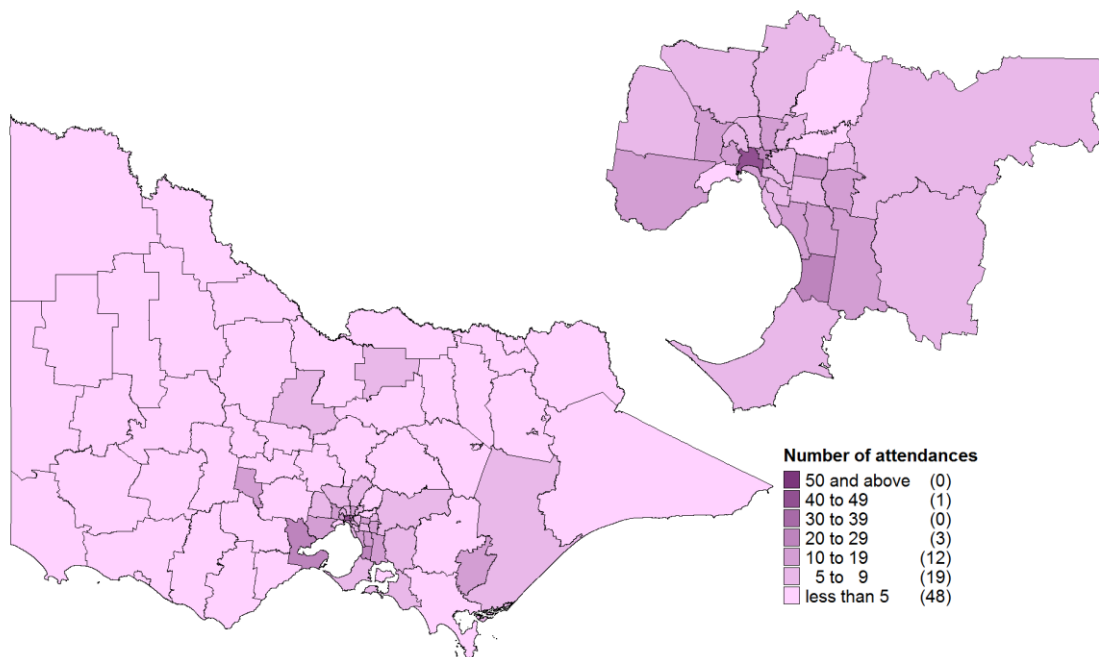 Number of attendances
50 and above (0)
40 to 49 (1)
30 to 39 (0)
20 to 29 (3)
10 to 19 (12)
5 to 9 (19)
less than 5 (48)